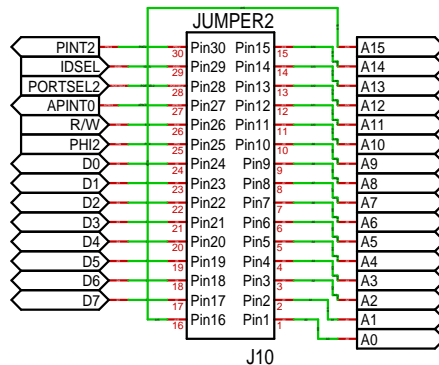 JUMPER2
PINT2 30 Pin30 Pin15 15 A15
IDSEL 29 Pin29 Pin14 14 A14
PORTSEL2 28 Pin28 Pin13 13 A13
APINT0 27 Pin27 Pin12 12 A12
R/W 26 Pin26 Pin11 11 A11
PHI2 25 Pin25 Pin10 10 A10
D0 24 Pin24 Pin9 9 A9
D1 23 Pin23 Pin8 8 A8
D2 22 Pin22 Pin7 7 A7
D3 21 Pin21 Pin6 6 A6
D4 20 Pin20 Pin5 5 A5
D5 19 Pin19 Pin4 4 A4
D6 18 Pin18 Pin3 3 A3
D7 17 Pin17 Pin2 2 A2
16 Pin16 Pin1 1 A1
A0
J10